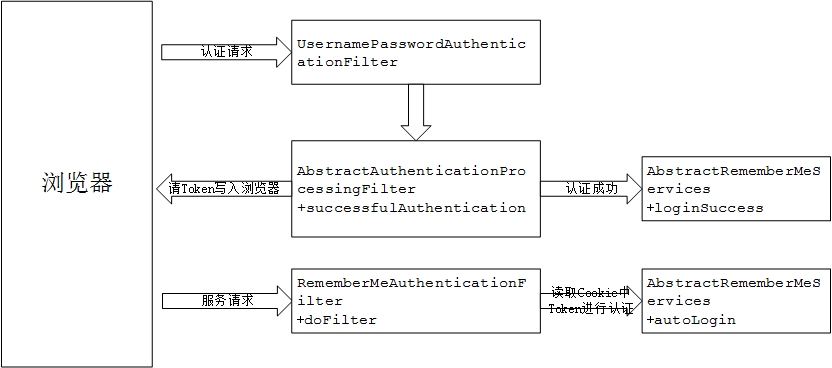 浏览器
认证请求
UsernamePasswordAuthentic
ationFilter
AbstractAuthenticationPro
cessingFilter
+successfulAuthentication
请Token写入浏览器
认证成功
AbstractRememberMeS
ervices
+loginSuccess
服务请求
RememberMeAuthenticationF
ilter
+doFilter
读取Cookie中
Token进行认证
AbstractRememberMeS
ervices
+autoLogin